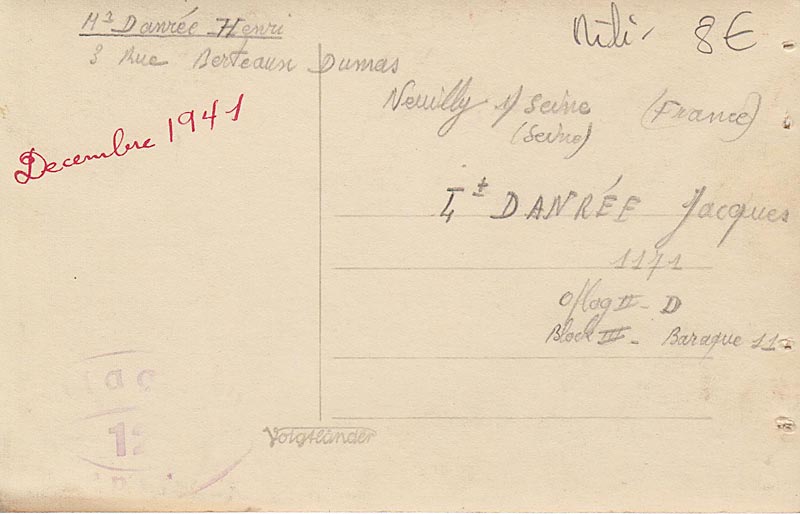 Danrée Henri
3 Rue Berteaux Dumas
Neuilly s/ Seine (France)
(Seine)
8€
Decembre 1941
Lt DANRÉE Jacques
1171
Oflag II - D
Block III - Baraque 11
Voigtländer